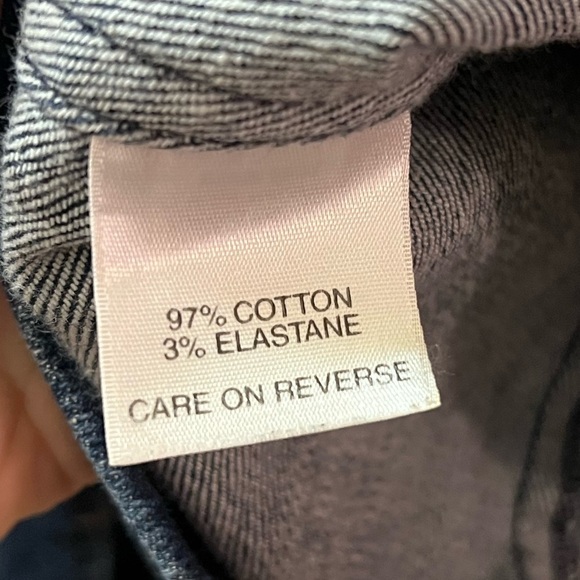 97% COTTON
3% ELASTANE
CARE ON REVERSE